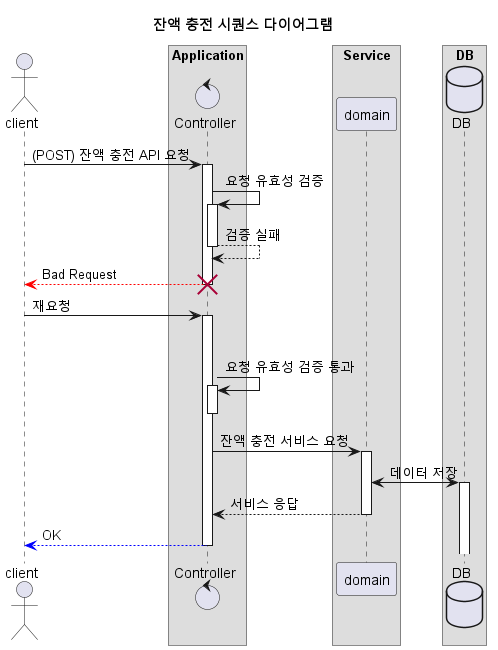 잔액 충전 시퀀스 다이어그램
Application
Service
DB
client
Controller
domain
DB
(POST) 잔액 충전 API 요청
요청 유효성 검증
검증 실패
Bad Request
재요청
요청 유효성 검증 통과
잔액 충전 서비스 요청
데이터 저장
서비스 응답
OK
client
Controller
domain
DB